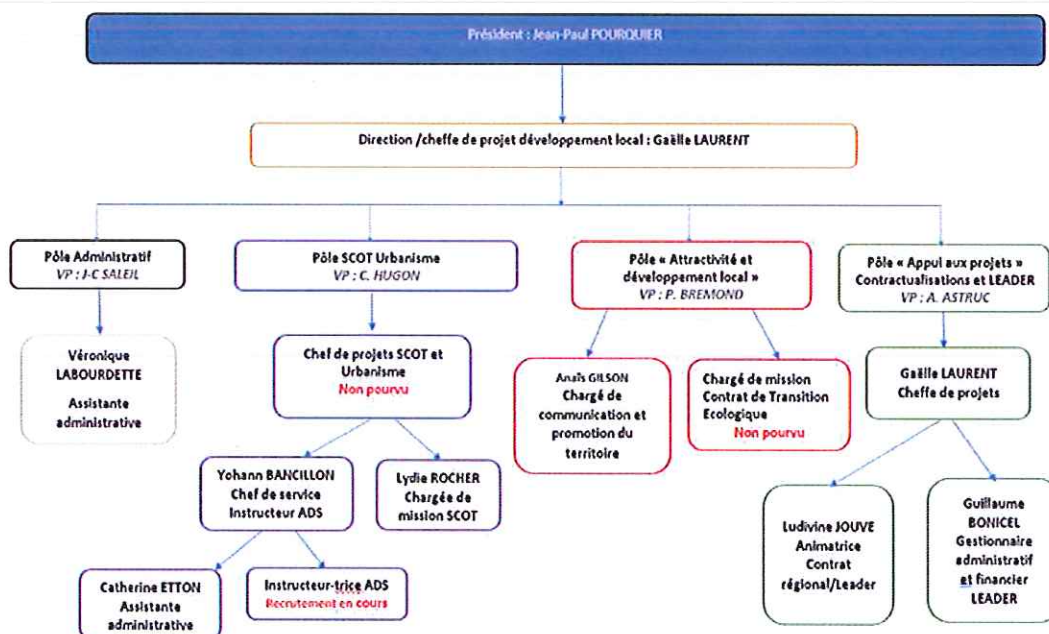 Président : Jean-Paul POURQUIER
Direction /cheffe de projet développement local : Gaëlle LAURENT
Pôle Administratif
VP : J-C SALEIL
Pôle SCOT Urbanisme
VP : C. HUGON
Pôle « Attractivité et
développement local »
VP : P. BREMOND
Pôle « Appui aux projets »
Contractualisations et LEADER
VP : A. ASTRUC
Véronique
LABOURDETTE
Assistante
administrative
Chef de projets SCOT et
Urbanisme
Non pourvu
Anaïs GILSON
Chargé de
communication et
promotion du
territoire
Chargé de mission
Contrat de Transition
Ecologique
Non pourvu
Gaëlle LAURENT
Cheffe de projets
Yohann BANCILLON
Chef de service
Instructeur ADS
Lydie ROCHER
Chargée de
mission SCOT
Ludivine JOUVE
Animatrice
Contrat
régional/Leader
Guillaume
BONICEL
Gestionnaire
administratif
et financier
LEADER
Catherine ETTON
Assistante
administrative
Instructeur-trice ADS
Recrutement en cours